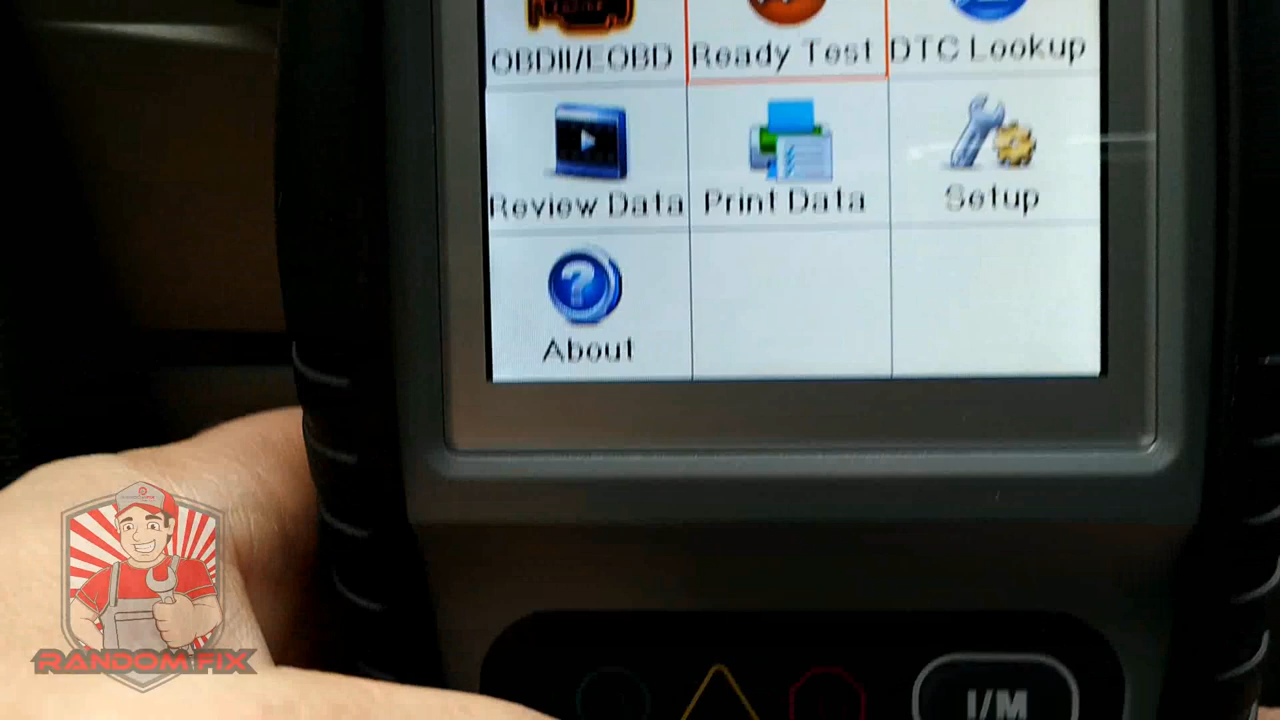 OBDII/EOBD Ready Test DTC Lookup
Review Data Print Data Setup
About
I/M
RANDOM FIX